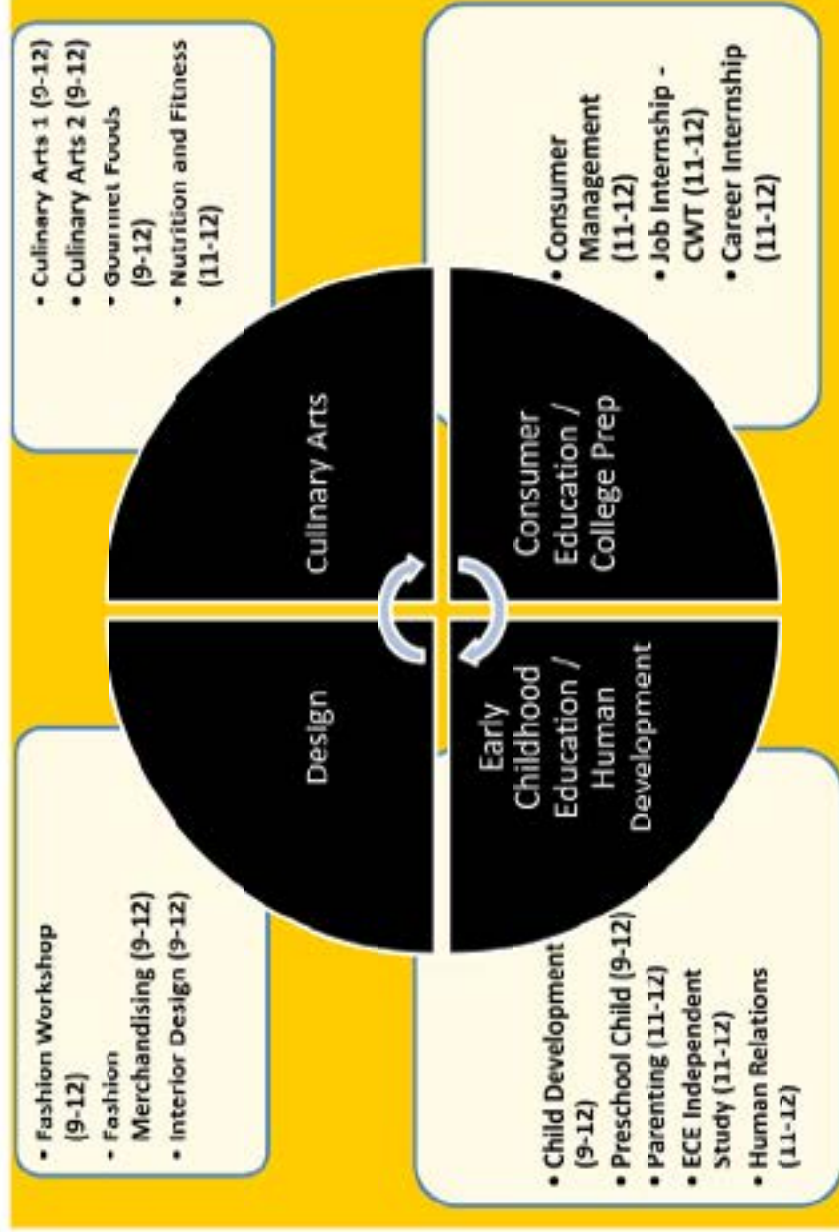 • Fashion Workshop
(9-12)
• Fashion
Merchandising (9-12)
• Interior Design (9-12)
• Culinary Arts 1 (9-12)
• Culinary Arts 2 (9-12)
• Gourmet Foods
(9-12)
• Nutrition and Fitness
(11-12)
Design
Culinary Arts
Early
Childhood
Education /
Human
Development
Consumer
Education /
College Prep
• Child Development
(9-12)
• Preschool Child (9-12)
• Parenting (11-12)
• ECE Independent
Study (11-12)
• Human Relations
(11-12)
• Consumer
Management
(11-12)
• Job Internship -
CWT (11-12)
• Career Internship
(11-12)